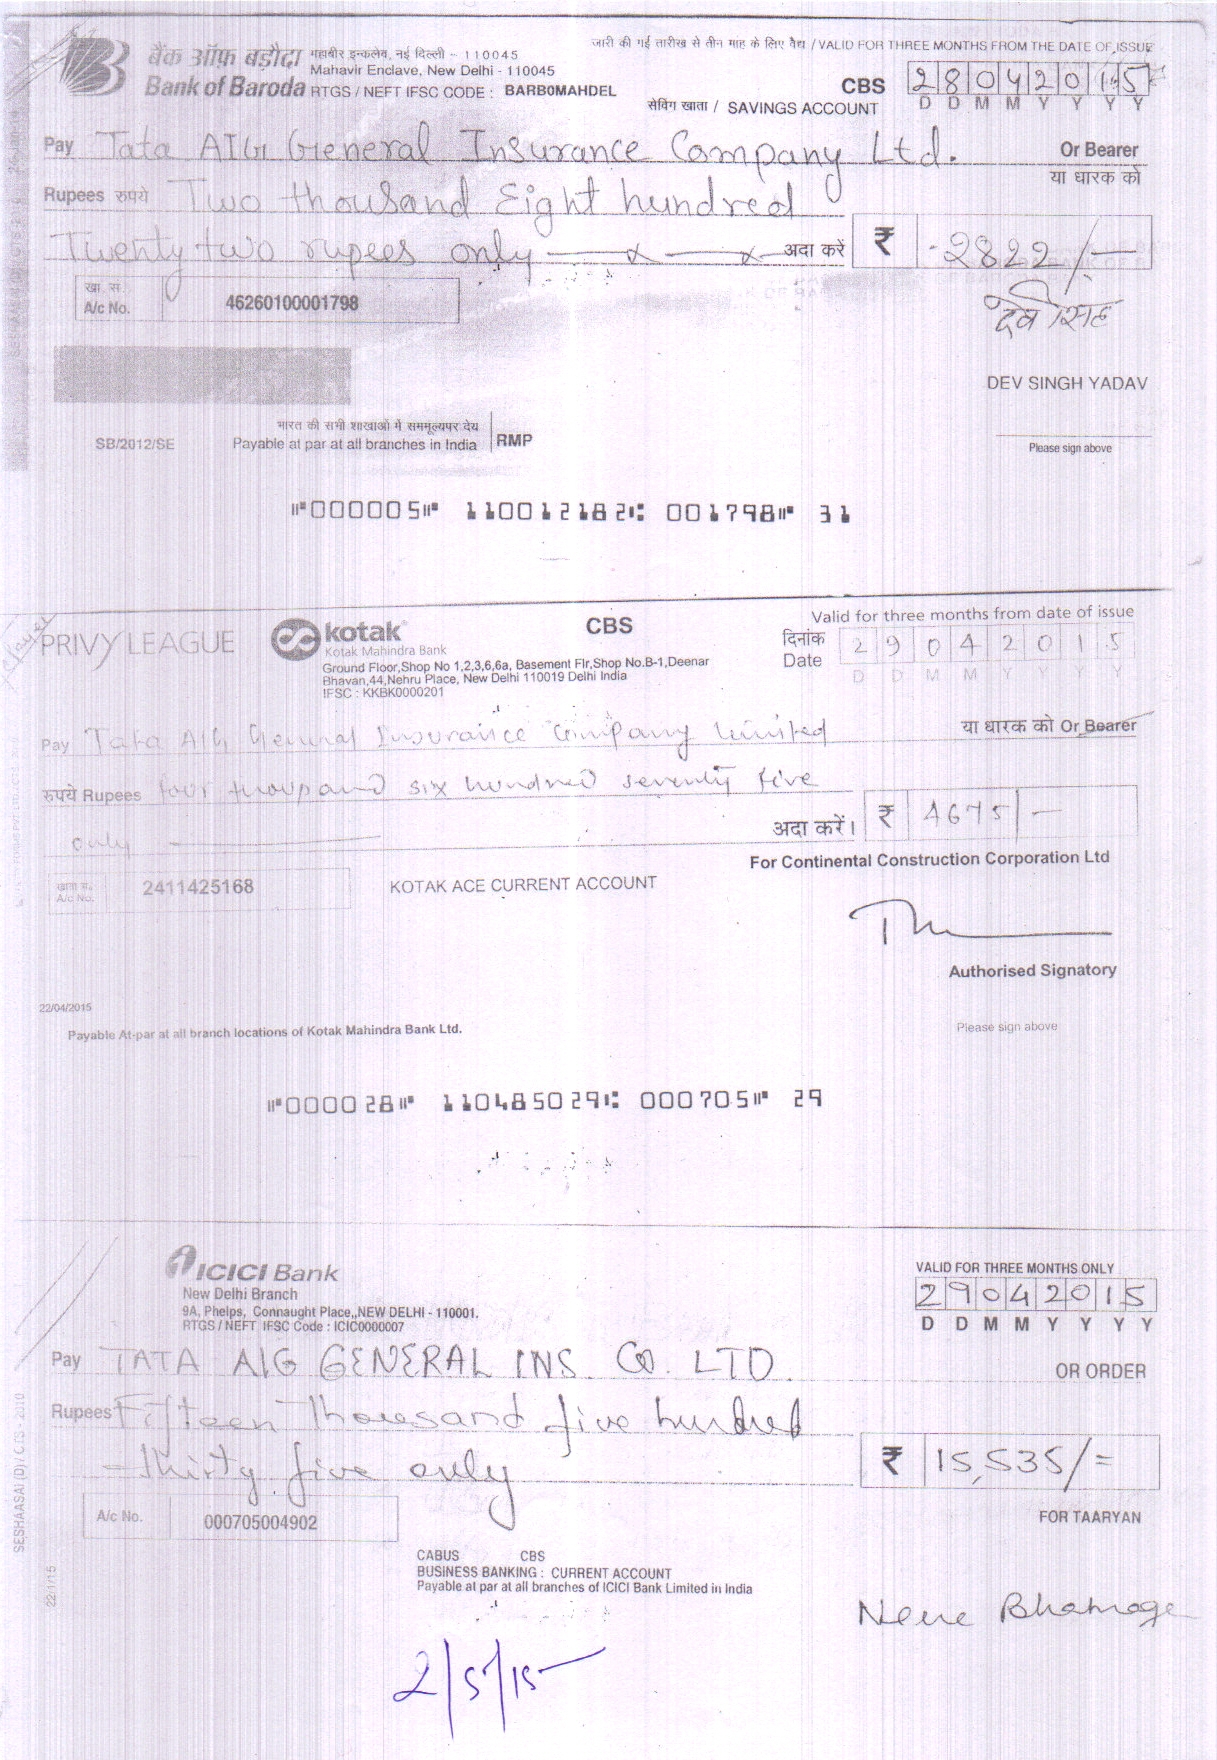 बैंक ऑफ़ बड़ौदा महाबीर इन्कलेव, नई दिल्ली - 110045
जारी की गई तारीख से तीन माह के लिए वैध / VALID FOR THREE MONTHS FROM THE DATE OF ISSUE
Mahavir Enclave, New Delhi - 110045
Bank of Baroda RTGS / NEFT IFSC CODE : BARB0MAHDEL
CBS 28042015
D D M M Y Y Y Y
सेविंग खाता / SAVINGS ACCOUNT
Pay Tata AIG General Insurance Company Ltd. Or Bearer
या धारक को
Rupees रुपये Two thousand Eight hundred
Twenty two rupees only अदा करें ₹ 2822/-
खा. स.
A/c No. 46260100001798
देव सिंह
DEV SINGH YADAV
भारत की सभी शाखाओं में सममूल्यपर देय
SB/2012/SE Payable at par at all branches in India RMP
Please sign above
⑈000005⑈ 110012182⑆ 001798⑈ 31
PRIVY LEAGUE kotak CBS
Kotak Mahindra Bank
Valid for three months from date of issue
दिनांक
Date 29042015
D D M M Y Y Y Y
Ground Floor,Shop No 1,2,3,6,6a, Basement Flr,Shop No.B-1,Deenar
Bhavan,44,Nehru Place, New Delhi 110019 Delhi India
IFSC : KKBK0000201
Pay Tata AIG General Insurance Company Limited या धारक को Or Bearer
रुपये Rupees four thousand six hundred seventy five
only अदा करें। ₹ 4675/-
For Continental Construction Corporation Ltd
खाता सं.
A/c No. 2411425168 KOTAK ACE CURRENT ACCOUNT
Authorised Signatory
22/04/2015
Payable At-par at all branch locations of Kotak Mahindra Bank Ltd.
Please sign above
⑈000028⑈ 110485029⑆ 000705⑈ 29
ICICI Bank
New Delhi Branch
9A, Phelps, Connaught Place,,NEW DELHI - 110001.
RTGS / NEFT IFSC Code : ICIC0000007
VALID FOR THREE MONTHS ONLY
29042015
D D M M Y Y Y Y
Pay TATA AIG GENERAL INS. CO. LTD. OR ORDER
Rupees Fifteen Thousand five hundred
Thirty five only ₹ 15,535/=
A/c No. 000705004902
FOR TAARYAN
CABUS CBS
BUSINESS BANKING : CURRENT ACCOUNT
Payable at par at all branches of ICICI Bank Limited in India
SESHAASAI (D) / CTS- 2010
22/1/15
2/5/15